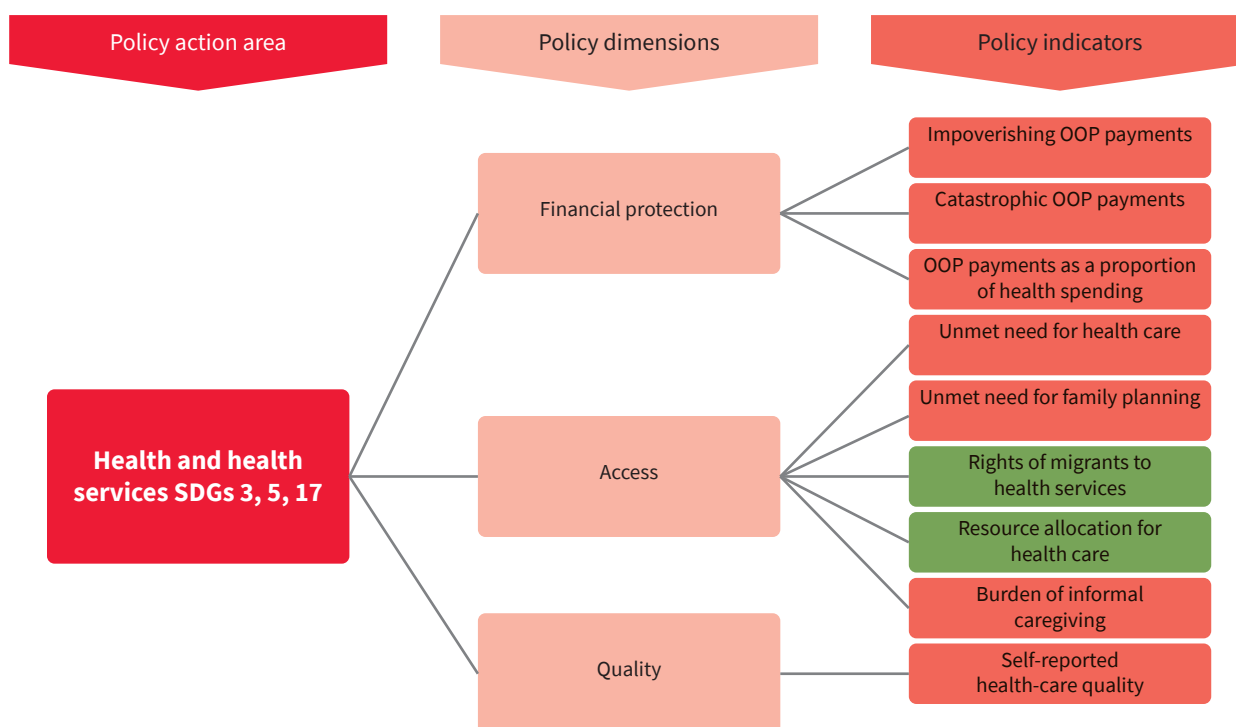 Policy action area
Policy dimensions
Policy indicators
Health and health
services SDGs 3, 5, 17
Financial protection
Impoverishing OOP payments
Catastrophic OOP payments
OOP payments as a proportion
of health spending
Access
Unmet need for health care
Unmet need for family planning
Rights of migrants to
health services
Resource allocation for
health care
Burden of informal
caregiving
Quality
Self-reported
health-care quality